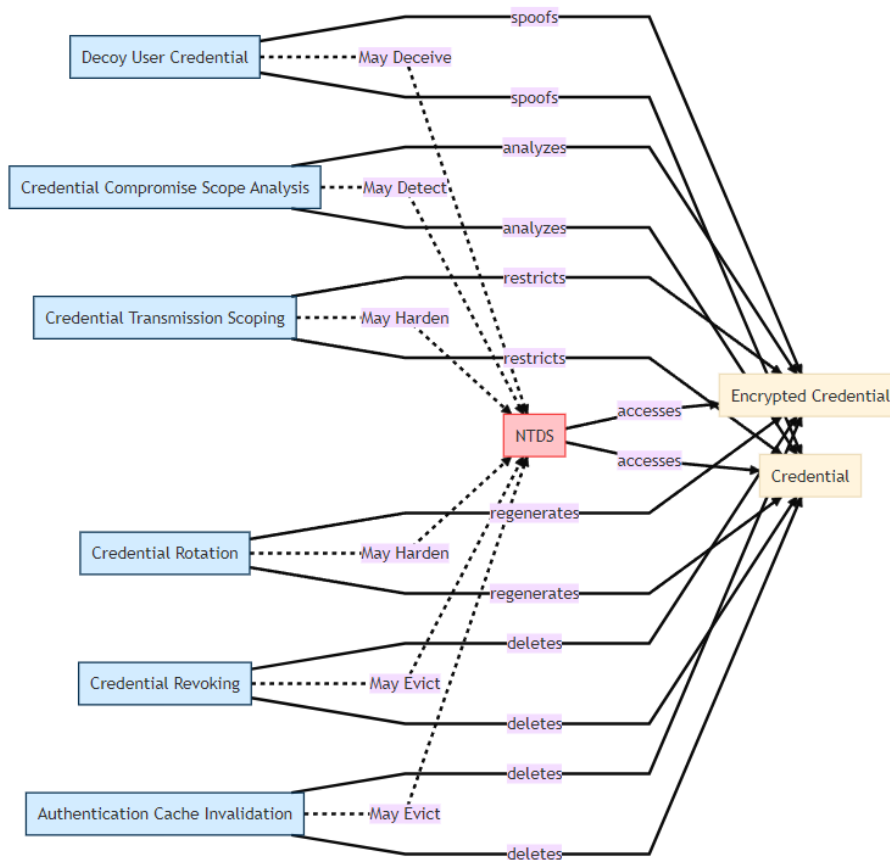 spoofs
Decoy User Credential
May Deceive
spoofs
analyzes
Credential Compromise Scope Analysis
May Detect
analyzes
restricts
Credential Transmission Scoping
May Harden
restricts
Encrypted Credential
accesses
NTDS
accesses
Credential
regenerates
Credential Rotation
May Harden
regenerates
deletes
Credential Revoking
May Evict
deletes
deletes
Authentication Cache Invalidation
May Evict
deletes